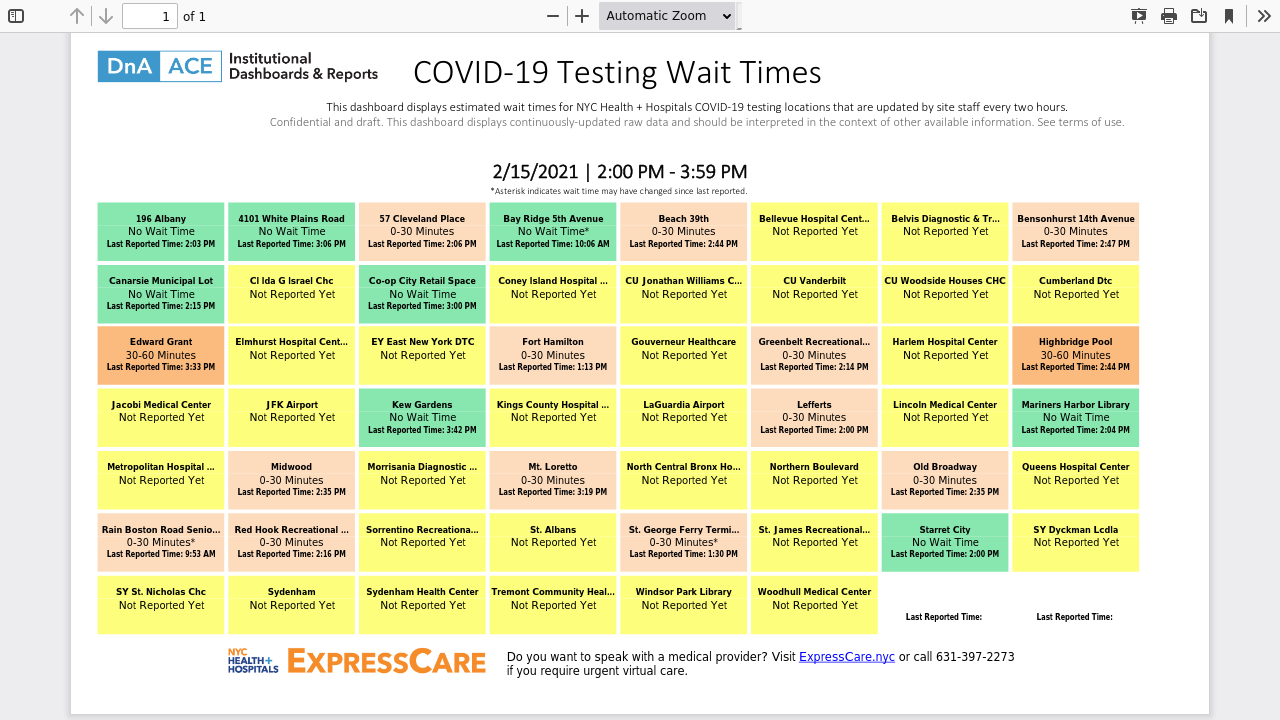 1 of 1
Automatic Zoom
DnA ACE Institutional Dashboards & Reports
COVID-19 Testing Wait Times
This dashboard displays estimated wait times for NYC Health + Hospitals COVID-19 testing locations that are updated by site staff every two hours.
Confidential and draft. This dashboard displays continuously-updated raw data and should be interpreted in the context of other available information. See terms of use.
2/15/2021 | 2:00 PM - 3:59 PM
*Asterisk indicates wait time may have changed since last reported.
196 Albany
No Wait Time
Last Reported Time: 2:03 PM
4101 White Plains Road
No Wait Time
Last Reported Time: 3:06 PM
57 Cleveland Place
0-30 Minutes
Last Reported Time: 2:06 PM
Bay Ridge 5th Avenue
No Wait Time*
Last Reported Time: 10:06 AM
Beach 39th
0-30 Minutes
Last Reported Time: 2:44 PM
Bellevue Hospital Cent...
Not Reported Yet
Belvis Diagnostic & Tr...
Not Reported Yet
Bensonhurst 14th Avenue
0-30 Minutes
Last Reported Time: 2:47 PM
Canarsie Municipal Lot
No Wait Time
Last Reported Time: 2:15 PM
CI Ida G Israel Chc
Not Reported Yet
Co-op City Retail Space
No Wait Time
Last Reported Time: 3:00 PM
Coney Island Hospital ...
Not Reported Yet
CU Jonathan Williams C...
Not Reported Yet
CU Vanderbilt
Not Reported Yet
CU Woodside Houses CHC
Not Reported Yet
Cumberland Dtc
Not Reported Yet
Edward Grant
30-60 Minutes
Last Reported Time: 3:33 PM
Elmhurst Hospital Cent...
Not Reported Yet
EY East New York DTC
Not Reported Yet
Fort Hamilton
0-30 Minutes
Last Reported Time: 1:13 PM
Gouverneur Healthcare
Not Reported Yet
Greenbelt Recreational...
0-30 Minutes
Last Reported Time: 2:14 PM
Harlem Hospital Center
Not Reported Yet
Highbridge Pool
30-60 Minutes
Last Reported Time: 2:44 PM
Jacobi Medical Center
Not Reported Yet
JFK Airport
Not Reported Yet
Kew Gardens
No Wait Time
Last Reported Time: 3:42 PM
Kings County Hospital ...
Not Reported Yet
LaGuardia Airport
Not Reported Yet
Lefferts
0-30 Minutes
Last Reported Time: 2:00 PM
Lincoln Medical Center
Not Reported Yet
Mariners Harbor Library
No Wait Time
Last Reported Time: 2:04 PM
Metropolitan Hospital ...
Not Reported Yet
Midwood
0-30 Minutes
Last Reported Time: 2:35 PM
Morrisania Diagnostic ...
Not Reported Yet
Mt. Loretto
0-30 Minutes
Last Reported Time: 3:19 PM
North Central Bronx Ho...
Not Reported Yet
Northern Boulevard
Not Reported Yet
Old Broadway
0-30 Minutes
Last Reported Time: 2:35 PM
Queens Hospital Center
Not Reported Yet
Rain Boston Road Senio...
0-30 Minutes*
Last Reported Time: 9:53 AM
Red Hook Recreational ...
0-30 Minutes
Last Reported Time: 2:16 PM
Sorrentino Recreationa...
Not Reported Yet
St. Albans
Not Reported Yet
St. George Ferry Termi...
0-30 Minutes*
Last Reported Time: 1:30 PM
St. James Recreational...
Not Reported Yet
Starret City
No Wait Time
Last Reported Time: 2:00 PM
SY Dyckman Lcdla
Not Reported Yet
SY St. Nicholas Chc
Not Reported Yet
Sydenham
Not Reported Yet
Sydenham Health Center
Not Reported Yet
Tremont Community Heal...
Not Reported Yet
Windsor Park Library
Not Reported Yet
Woodhull Medical Center
Not Reported Yet
Last Reported Time:
Last Reported Time:
NYC HEALTH+ HOSPITALS
EXPRESSCARE
Do you want to speak with a medical provider? Visit ExpressCare.nyc or call 631-397-2273
if you require urgent virtual care.